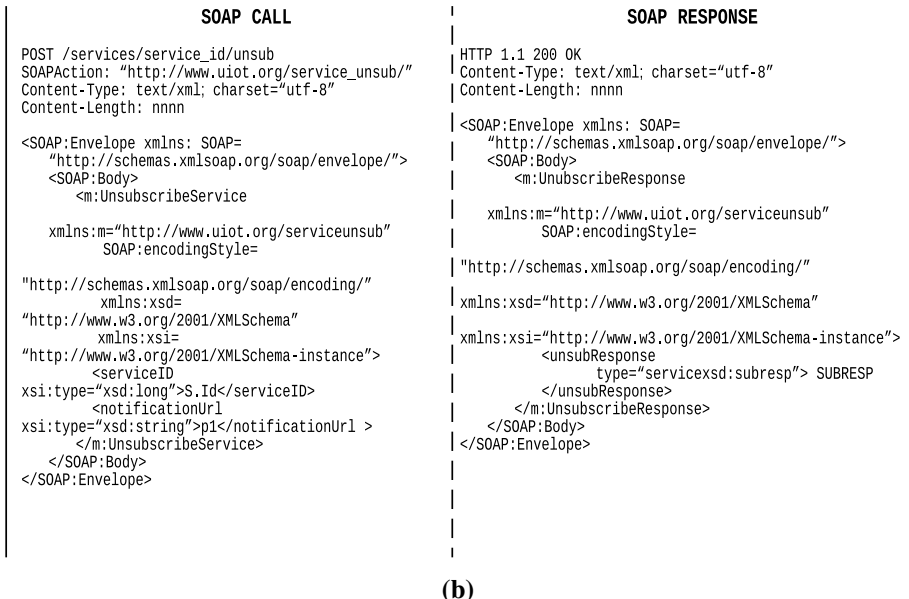 SOAP CALL
POST /services/service_id/unsub
SOAPAction: “http://www.uiot.org/service_unsub/”
Content-Type: text/xml; charset=“utf-8”
Content-Length: nnnn
<SOAP:Envelope xmlns: SOAP=
“http://schemas.xmlsoap.org/soap/envelope/”>
<SOAP:Body>
<m:UnsubscribeService
xmlns:m=“http://www.uiot.org/serviceunsub”
SOAP:encodingStyle=
"http://schemas.xmlsoap.org/soap/encoding/”
xmlns:xsd=
“http://www.w3.org/2001/XMLSchema”
xmlns:xsi=
“http://www.w3.org/2001/XMLSchema-instance”>
<serviceID
xsi:type=“xsd:long”>S.Id</serviceID>
<notificationUrl
xsi:type=“xsd:string”>p1</notificationUrl >
</m:UnsubscribeService>
</SOAP:Body>
</SOAP:Envelope>
SOAP RESPONSE
HTTP 1.1 200 OK
Content-Type: text/xml; charset=“utf-8”
Content-Length: nnnn
<SOAP:Envelope xmlns: SOAP=
“http://schemas.xmlsoap.org/soap/envelope/”>
<SOAP:Body>
<m:UnubscribeResponse
xmlns:m=“http://www.uiot.org/serviceunsub”
SOAP:encodingStyle=
"http://schemas.xmlsoap.org/soap/encoding/”
xmlns:xsd=“http://www.w3.org/2001/XMLSchema”
xmlns:xsi=“http://www.w3.org/2001/XMLSchema-instance”>
<unsubResponse
type=“servicexsd:subresp”> SUBRESP
</unsubResponse>
</m:UnsubscribeResponse>
</SOAP:Body>
</SOAP:Envelope>
(b)